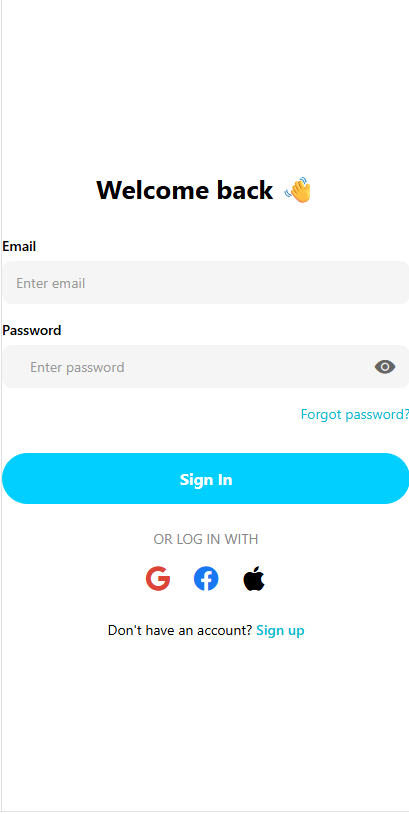 Welcome back 👋
Email
Enter email
Password
Enter password
Forgot password?
Sign In
OR LOG IN WITH
Don't have an account? Sign up